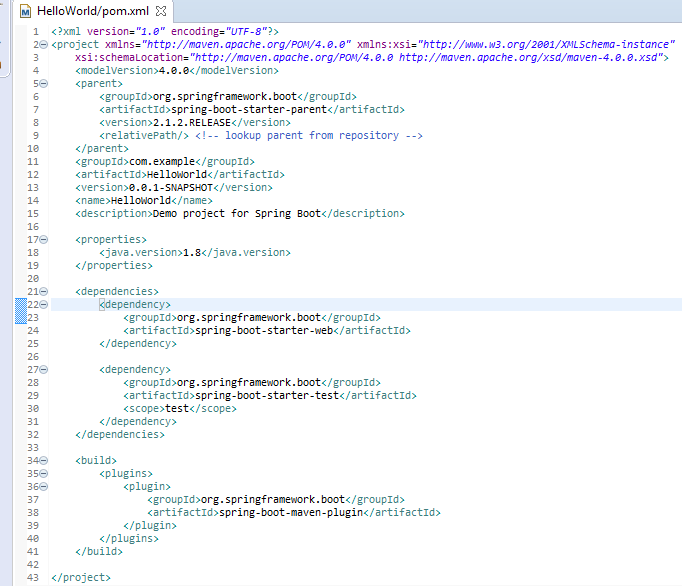 HelloWorld/pom.xml
1 <?xml version="1.0" encoding="UTF-8"?>
2 <project xmlns="http://maven.apache.org/POM/4.0.0" xmlns:xsi="http://www.w3.org/2001/XMLSchema-instance"
3     xsi:schemaLocation="http://maven.apache.org/POM/4.0.0 http://maven.apache.org/xsd/maven-4.0.0.xsd">
4     <modelVersion>4.0.0</modelVersion>
5     <parent>
6         <groupId>org.springframework.boot</groupId>
7         <artifactId>spring-boot-starter-parent</artifactId>
8         <version>2.1.2.RELEASE</version>
9         <relativePath/> <!-- lookup parent from repository -->
10     </parent>
11     <groupId>com.example</groupId>
12     <artifactId>HelloWorld</artifactId>
13     <version>0.0.1-SNAPSHOT</version>
14     <name>HelloWorld</name>
15     <description>Demo project for Spring Boot</description>
16
17     <properties>
18         <java.version>1.8</java.version>
19     </properties>
20
21     <dependencies>
22         <dependency>
23             <groupId>org.springframework.boot</groupId>
24             <artifactId>spring-boot-starter-web</artifactId>
25         </dependency>
26
27         <dependency>
28             <groupId>org.springframework.boot</groupId>
29             <artifactId>spring-boot-starter-test</artifactId>
30             <scope>test</scope>
31         </dependency>
32     </dependencies>
33
34     <build>
35         <plugins>
36             <plugin>
37                 <groupId>org.springframework.boot</groupId>
38                 <artifactId>spring-boot-maven-plugin</artifactId>
39             </plugin>
40         </plugins>
41     </build>
42
43 </project>